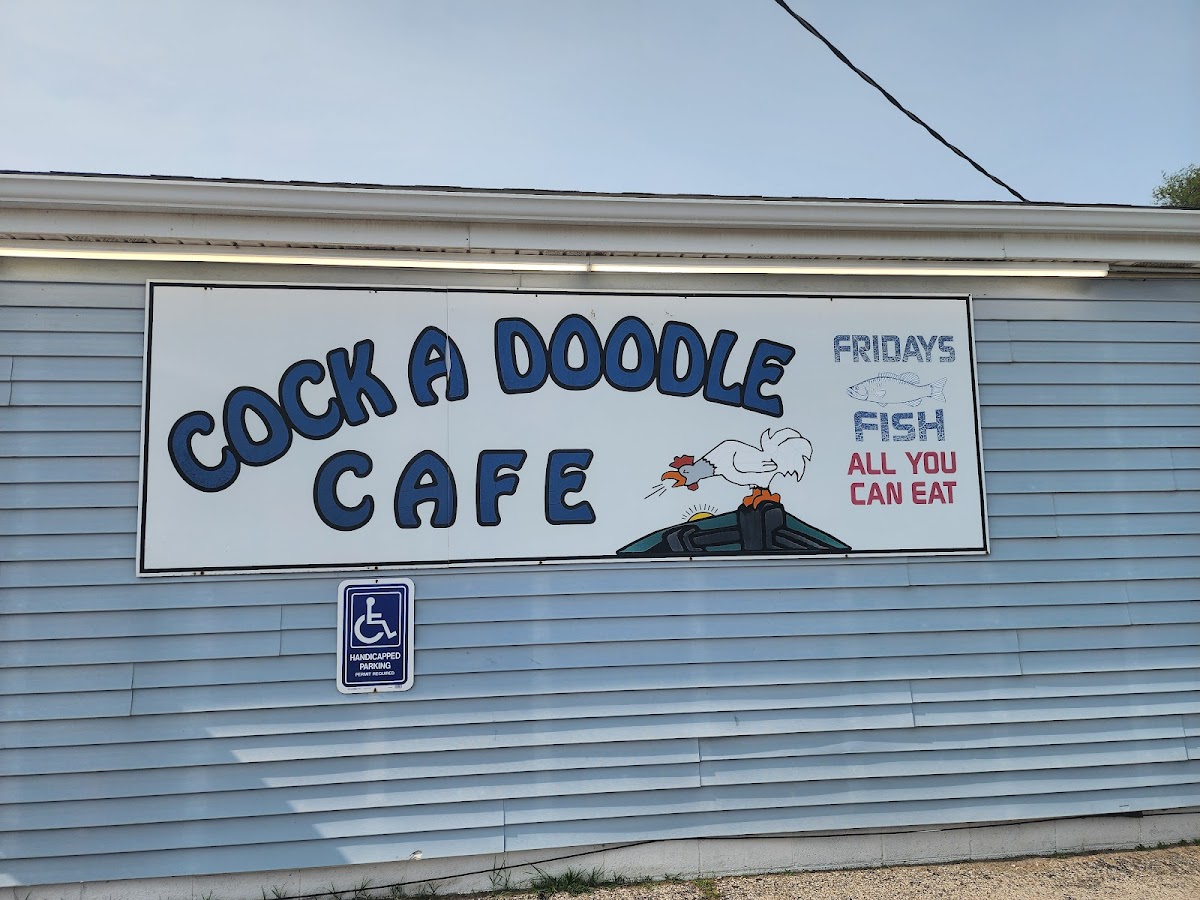 COCK A DOODLE
CAFE
FRIDAYS
FISH
ALL YOU
CAN EAT
HANDICAPPED
PARKING
PERMIT REQUIRED